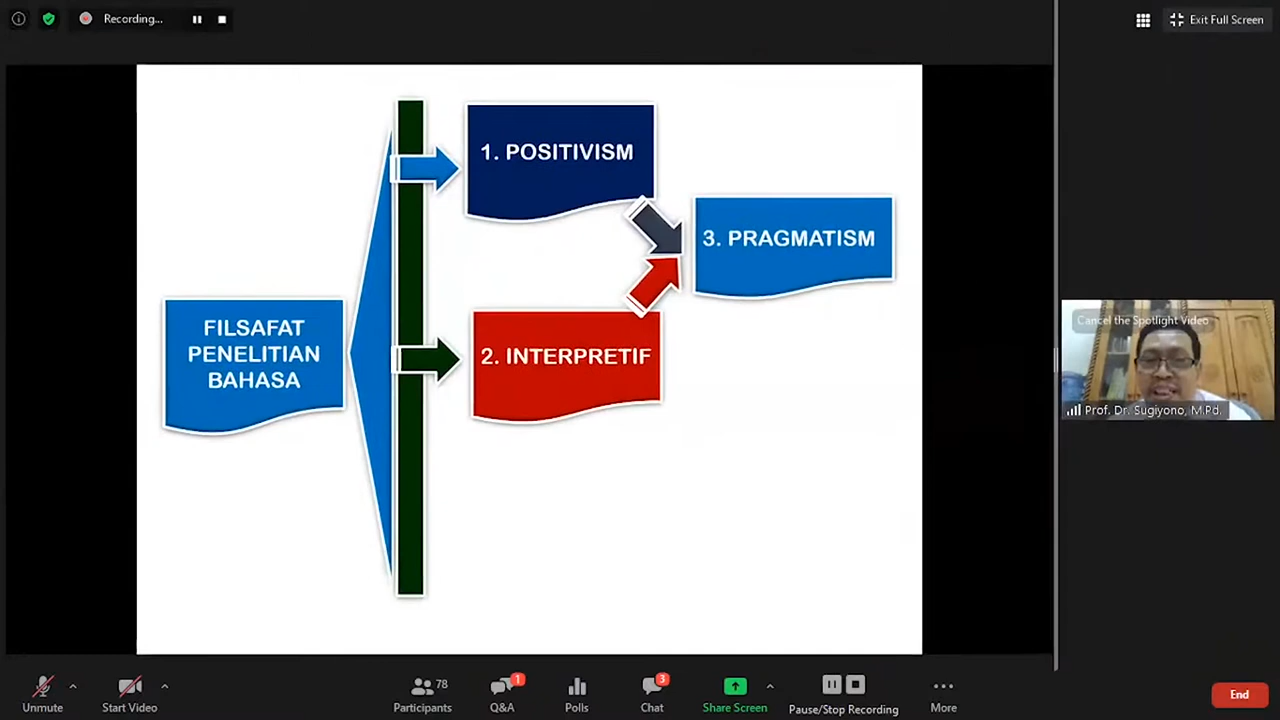 Recording...
Exit Full Screen
1. POSITIVISM
3. PRAGMATISM
FILSAFAT
PENELITIAN
BAHASA
2. INTERPRETIF
Cancel the Spotlight Video
Prof. Dr. Sugiyono, M.Pd.
Unmute
Start Video
78
Participants
1
Q&A
Polls
3
Chat
Share Screen
Pause/Stop Recording
More
End